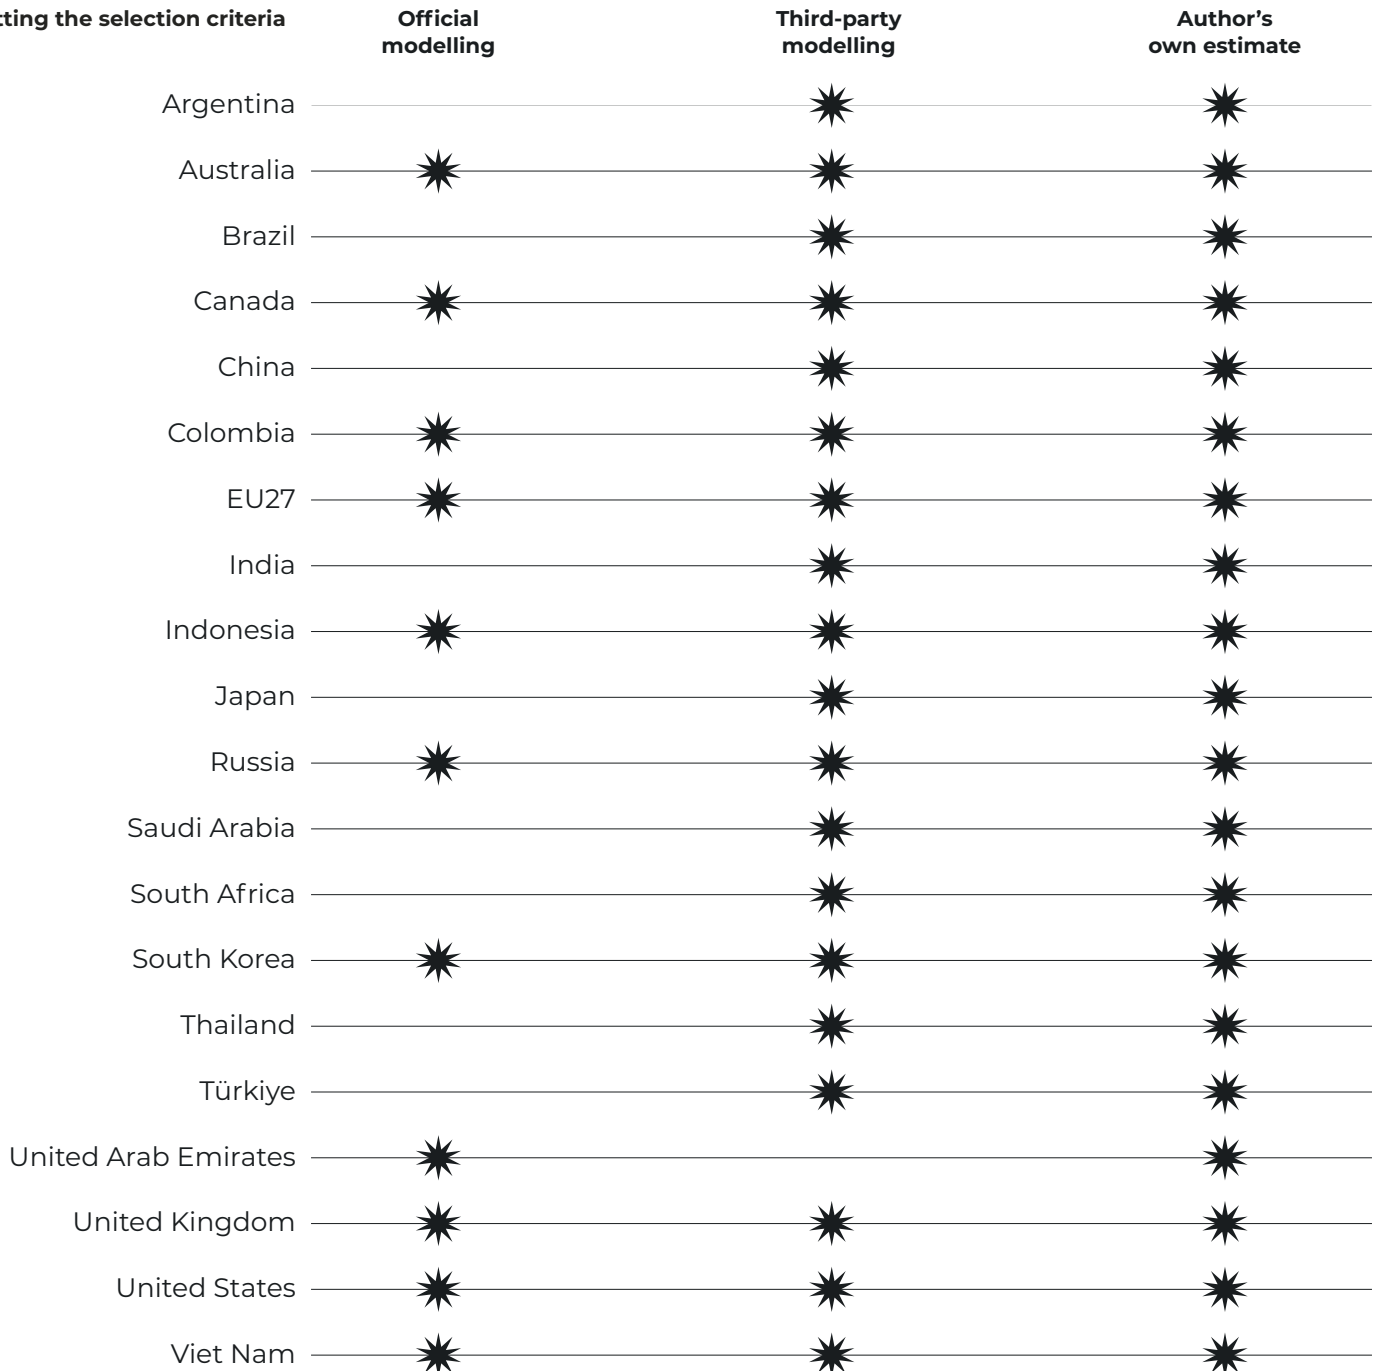 the selection criteria
Official
modelling
Third-party
modelling
Author’s
own estimate
Argentina
Australia
Brazil
Canada
China
Colombia
EU27
India
Indonesia
Japan
Russia
Saudi Arabia
South Africa
South Korea
Thailand
Türkiye
United Arab Emirates
United Kingdom
United States
Viet Nam